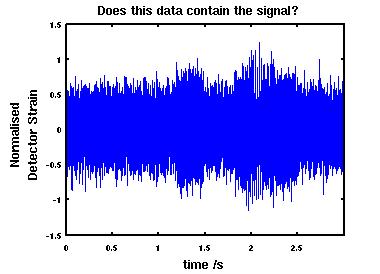 Does this data contain the signal?
1.5
1
0.5
0
-0.5
-1
-1.5
Normalised
Detector Strain
0 0.5 1 1.5 2 2.5
time /s